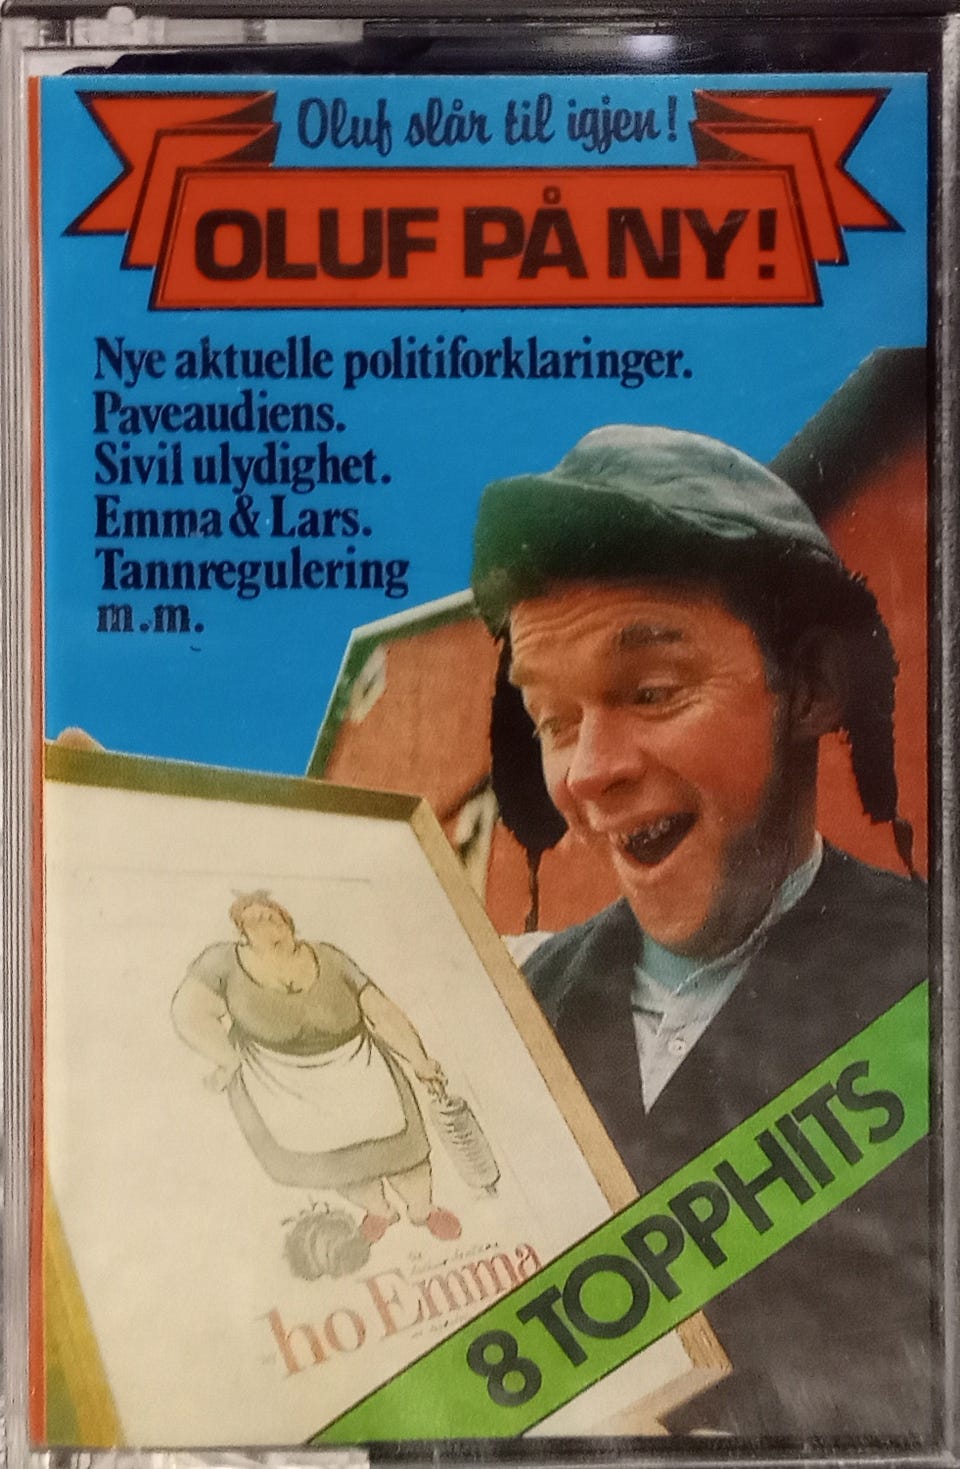 Oluf slår til igjen!
OLUF PÅ NY!
Nye aktuelle politiforklaringer.
Paveaudiens.
Sivil ulydighet.
Emma & Lars.
Tannregulering
m.m.
ho Emma
8 TOPPHITS